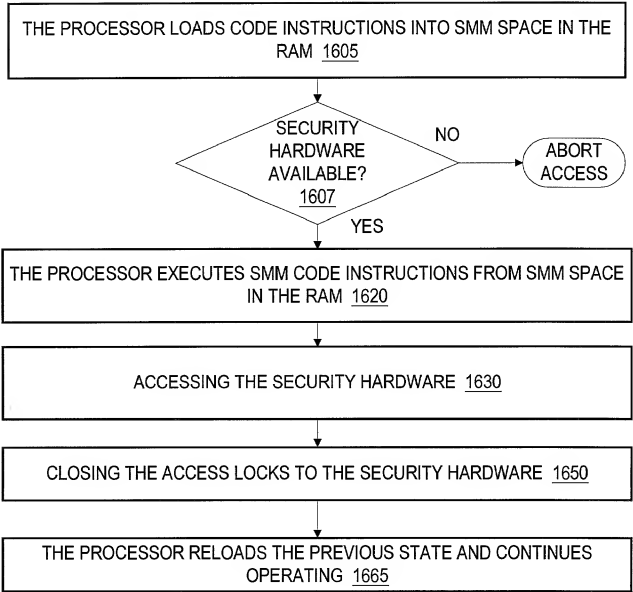 THE PROCESSOR LOADS CODE INSTRUCTIONS INTO SMM SPACE IN THE
RAM 1605
SECURITY
HARDWARE
AVAILABLE?
1607
NO
ABORT
ACCESS
YES
THE PROCESSOR EXECUTES SMM CODE INSTRUCTIONS FROM SMM SPACE
IN THE RAM 1620
ACCESSING THE SECURITY HARDWARE 1630
CLOSING THE ACCESS LOCKS TO THE SECURITY HARDWARE 1650
THE PROCESSOR RELOADS THE PREVIOUS STATE AND CONTINUES
OPERATING 1665